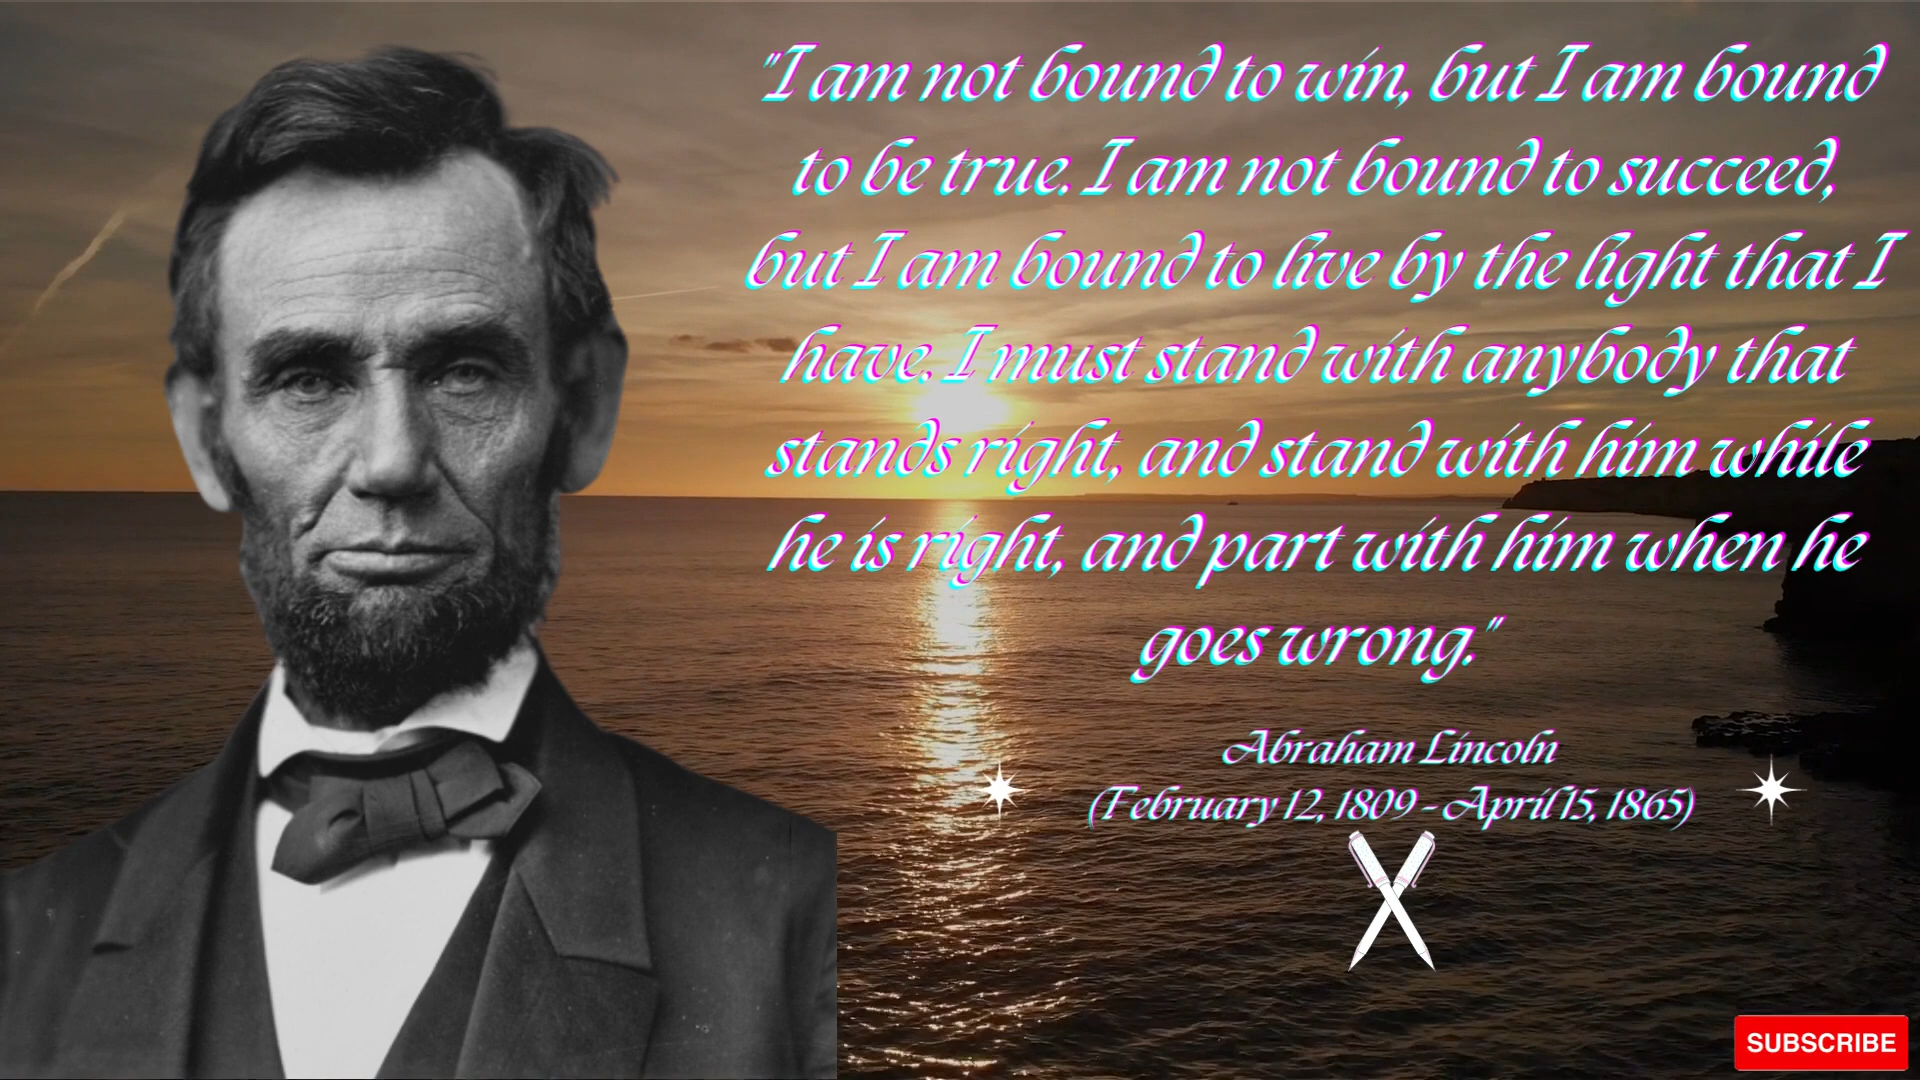 "I am not bound to win, but I am bound
to be true. I am not bound to succeed,
but I am bound to live by the light that I
have. I must stand with anybody that
stands right, and stand with him while
he is right, and part with him when he
goes wrong."
Abraham Lincoln
(February 12, 1809 - April 15, 1865)
SUBSCRIBE